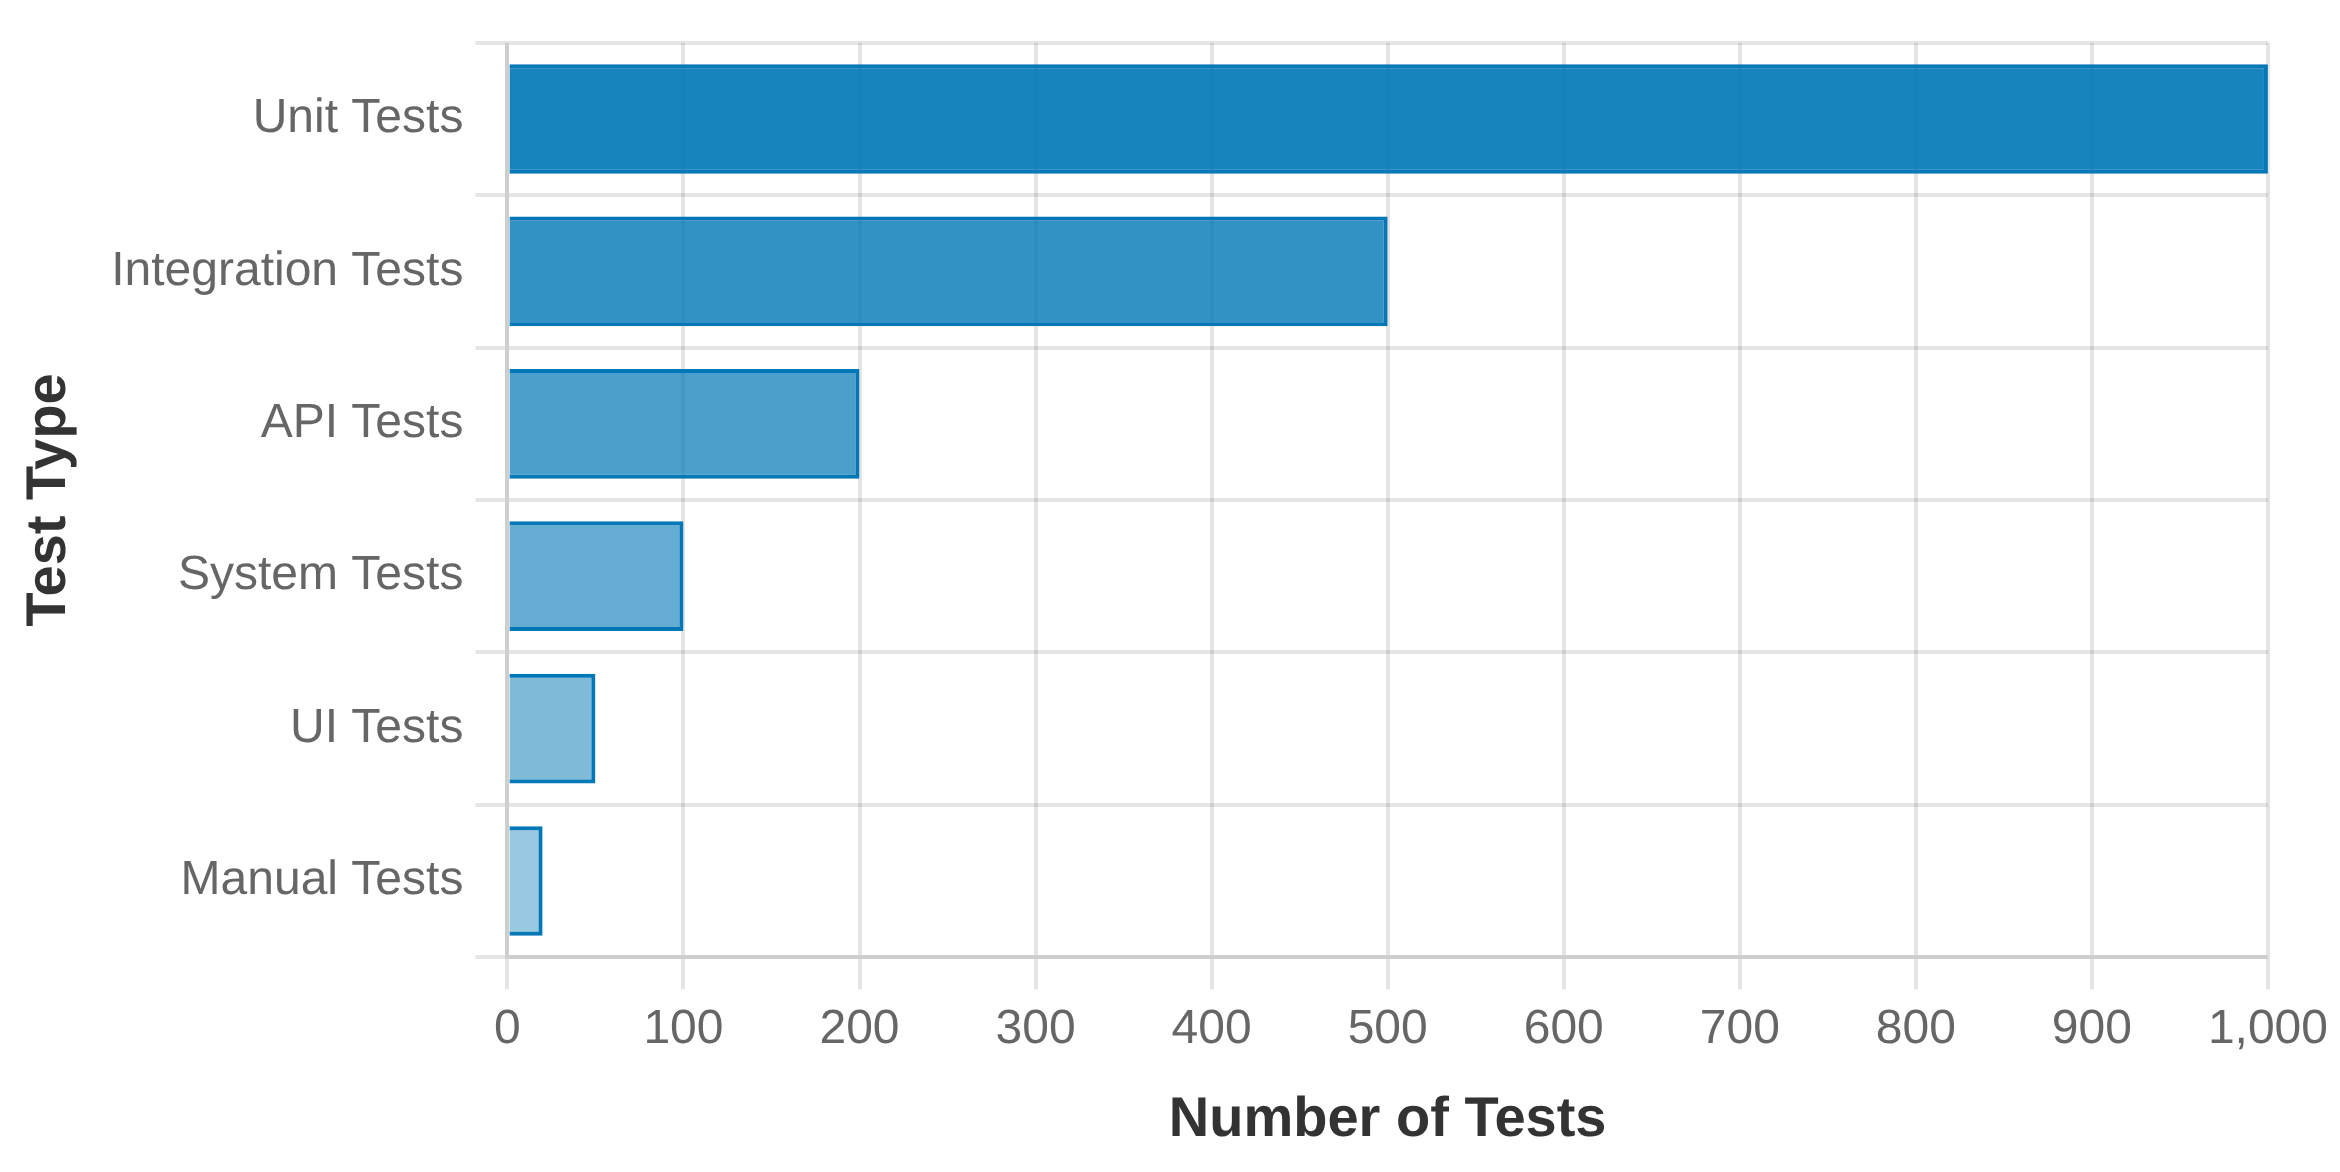 Unit Tests
Integration Tests
API Tests
System Tests
UI Tests
Manual Tests
Test Type
0 100 200 300 400 500 600 700 800 900 1,000
Number of Tests